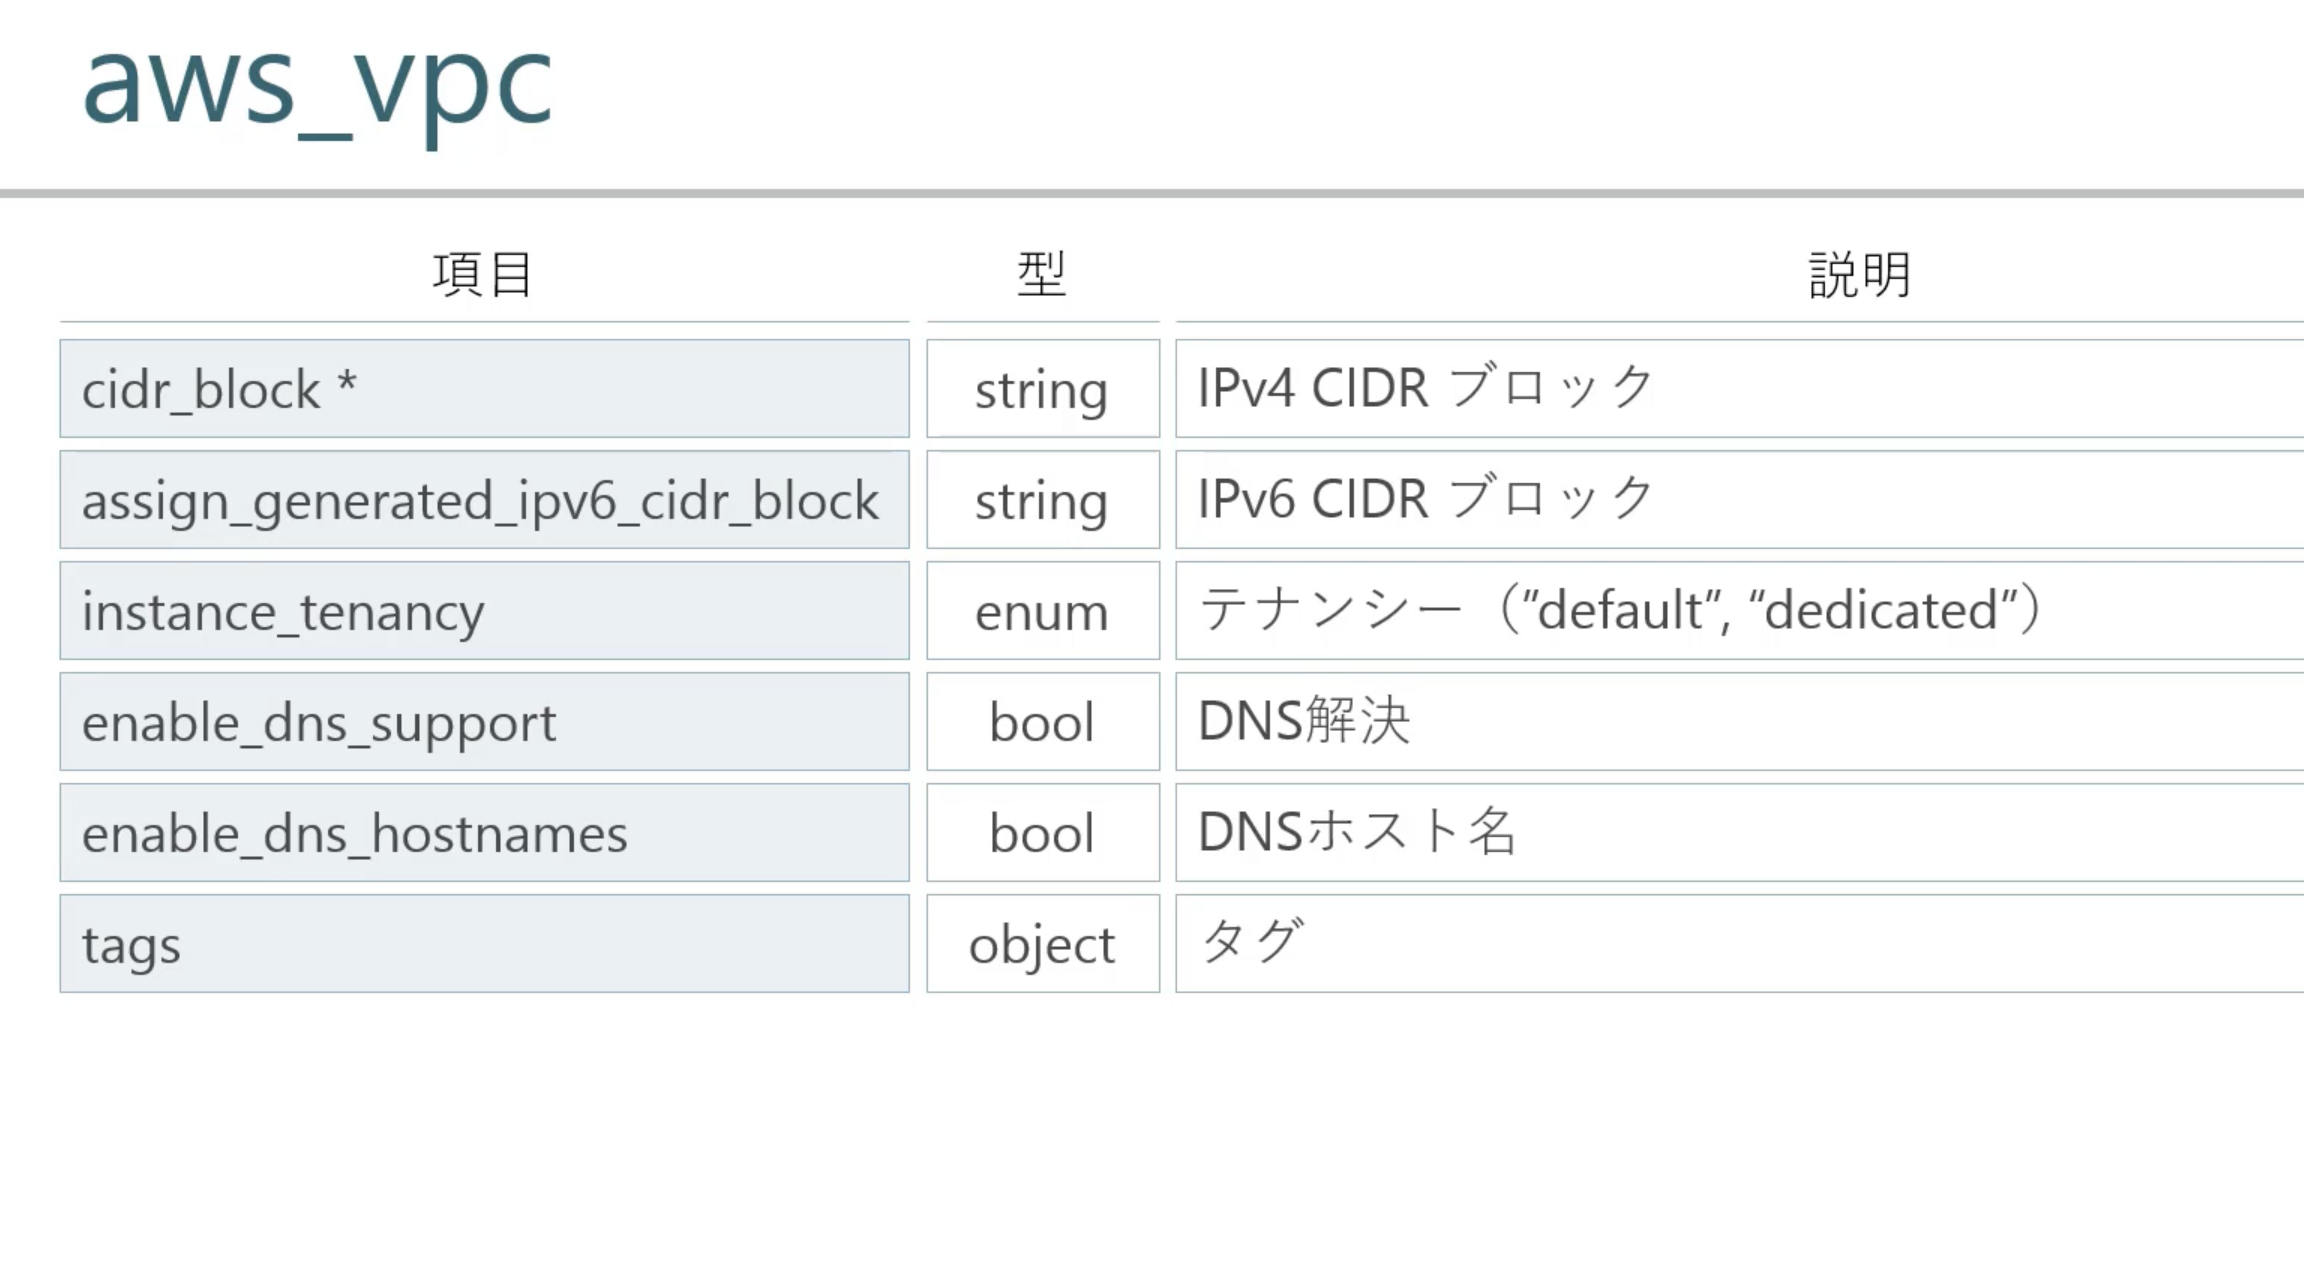 aws_vpc
項目 型 説明
cidr_block * string IPv4 CIDR ブロック
assign_generated_ipv6_cidr_block string IPv6 CIDR ブロック
instance_tenancy enum テナンシー（”default”, “dedicated”）
enable_dns_support bool DNS解決
enable_dns_hostnames bool DNSホスト名
tags object タグ